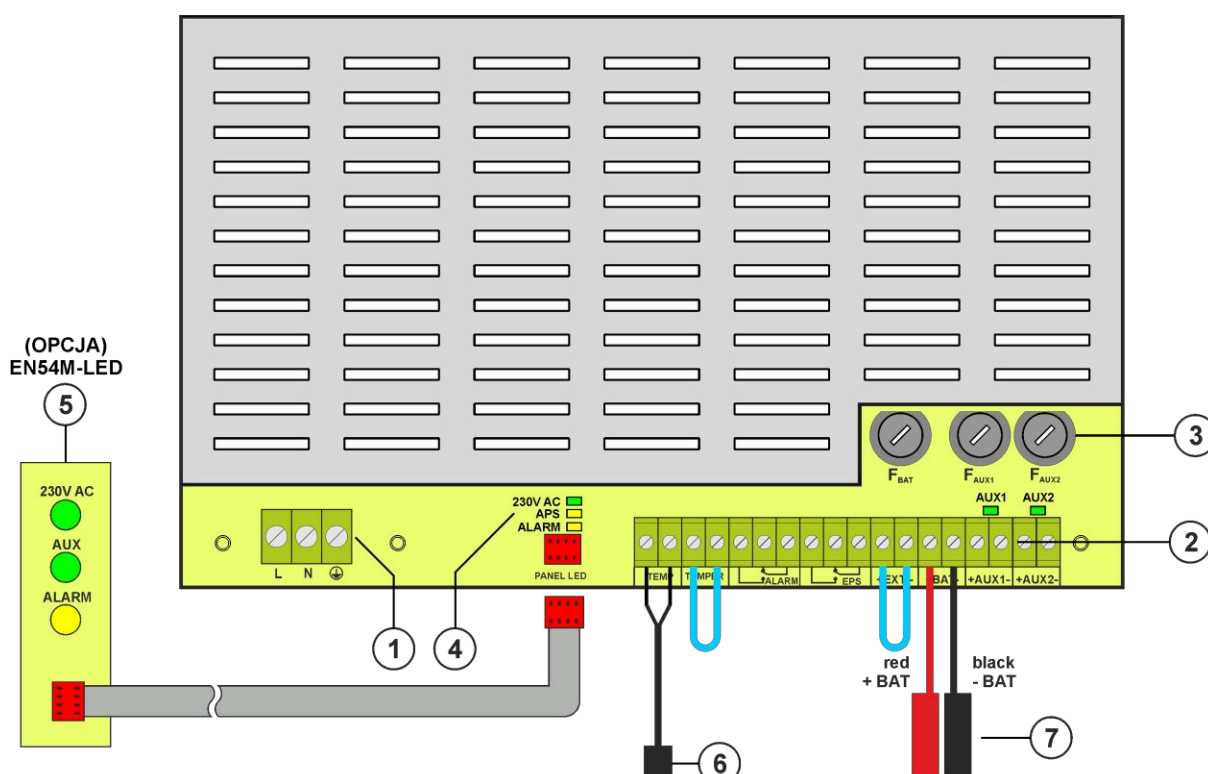 (OPCJA)
EN54M-LED
5
230V AC
AUX
ALARM
L N
1
4
230V AC
APS
ALARM
PANEL LED
F BAT
F AUX1
F AUX2
3
AUX1 AUX2
2
TEMP TAMPER ALARM EPS +EXTI- +BAT- +AUX1- +AUX2-
red
+ BAT
black
- BAT
6
7